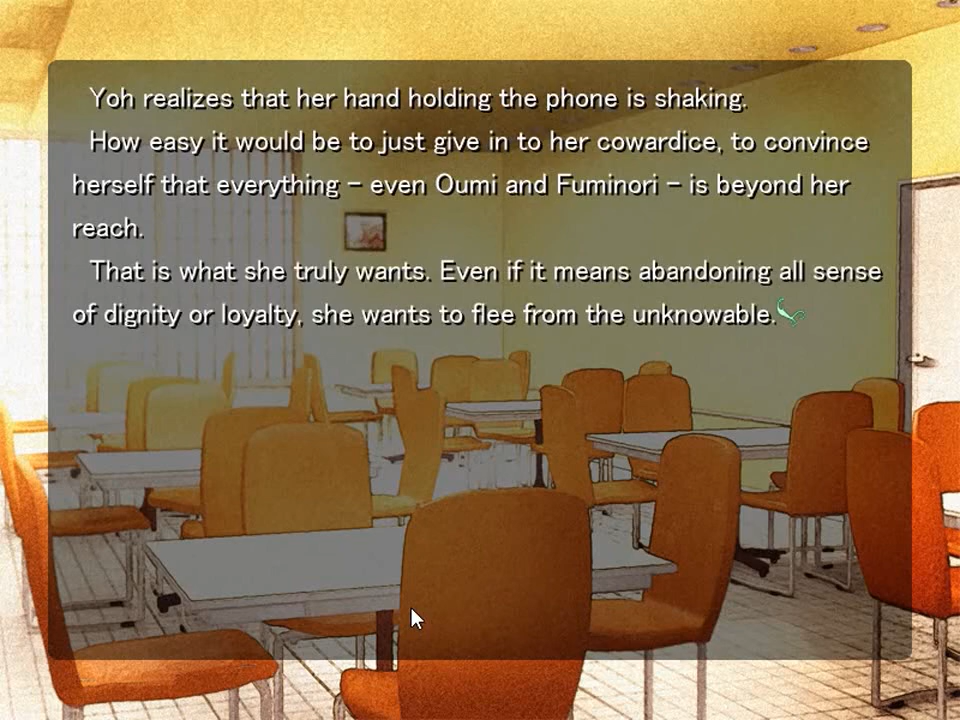 Yoh realizes that her hand holding the phone is shaking.
How easy it would be to just give in to her cowardice, to convince
herself that everything - even Oumi and Fuminori - is beyond her
reach.
That is what she truly wants. Even if it means abandoning all sense
of dignity or loyalty, she wants to flee from the unknowable.